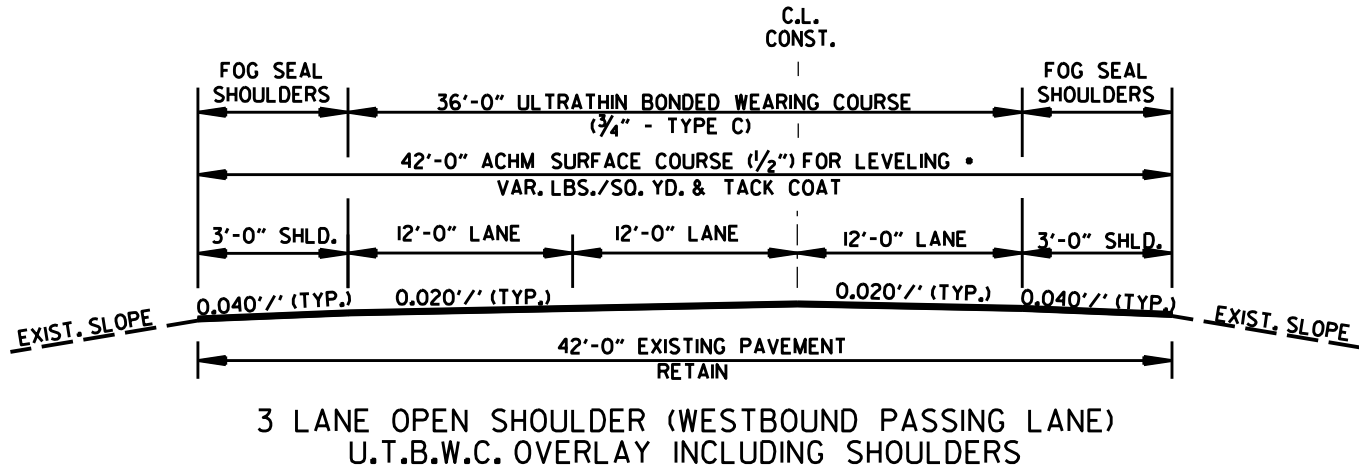 C.L.
CONST.
FOG SEAL
SHOULDERS
36'-0" ULTRATHIN BONDED WEARING COURSE
(3/4" - TYPE C)
FOG SEAL
SHOULDERS
42'-0" ACHM SURFACE COURSE (1/2") FOR LEVELING •
VAR. LBS./SQ. YD. & TACK COAT
3'-0" SHLD.
12'-0" LANE
12'-0" LANE
12'-0" LANE
3'-0" SHLD.
EXIST. SLOPE
0.040'/' (TYP.)
0.020'/' (TYP.)
0.020'/' (TYP.)
0.040'/' (TYP.)
EXIST. SLOPE
42'-0" EXISTING PAVEMENT
RETAIN
3 LANE OPEN SHOULDER (WESTBOUND PASSING LANE)
U.T.B.W.C. OVERLAY INCLUDING SHOULDERS